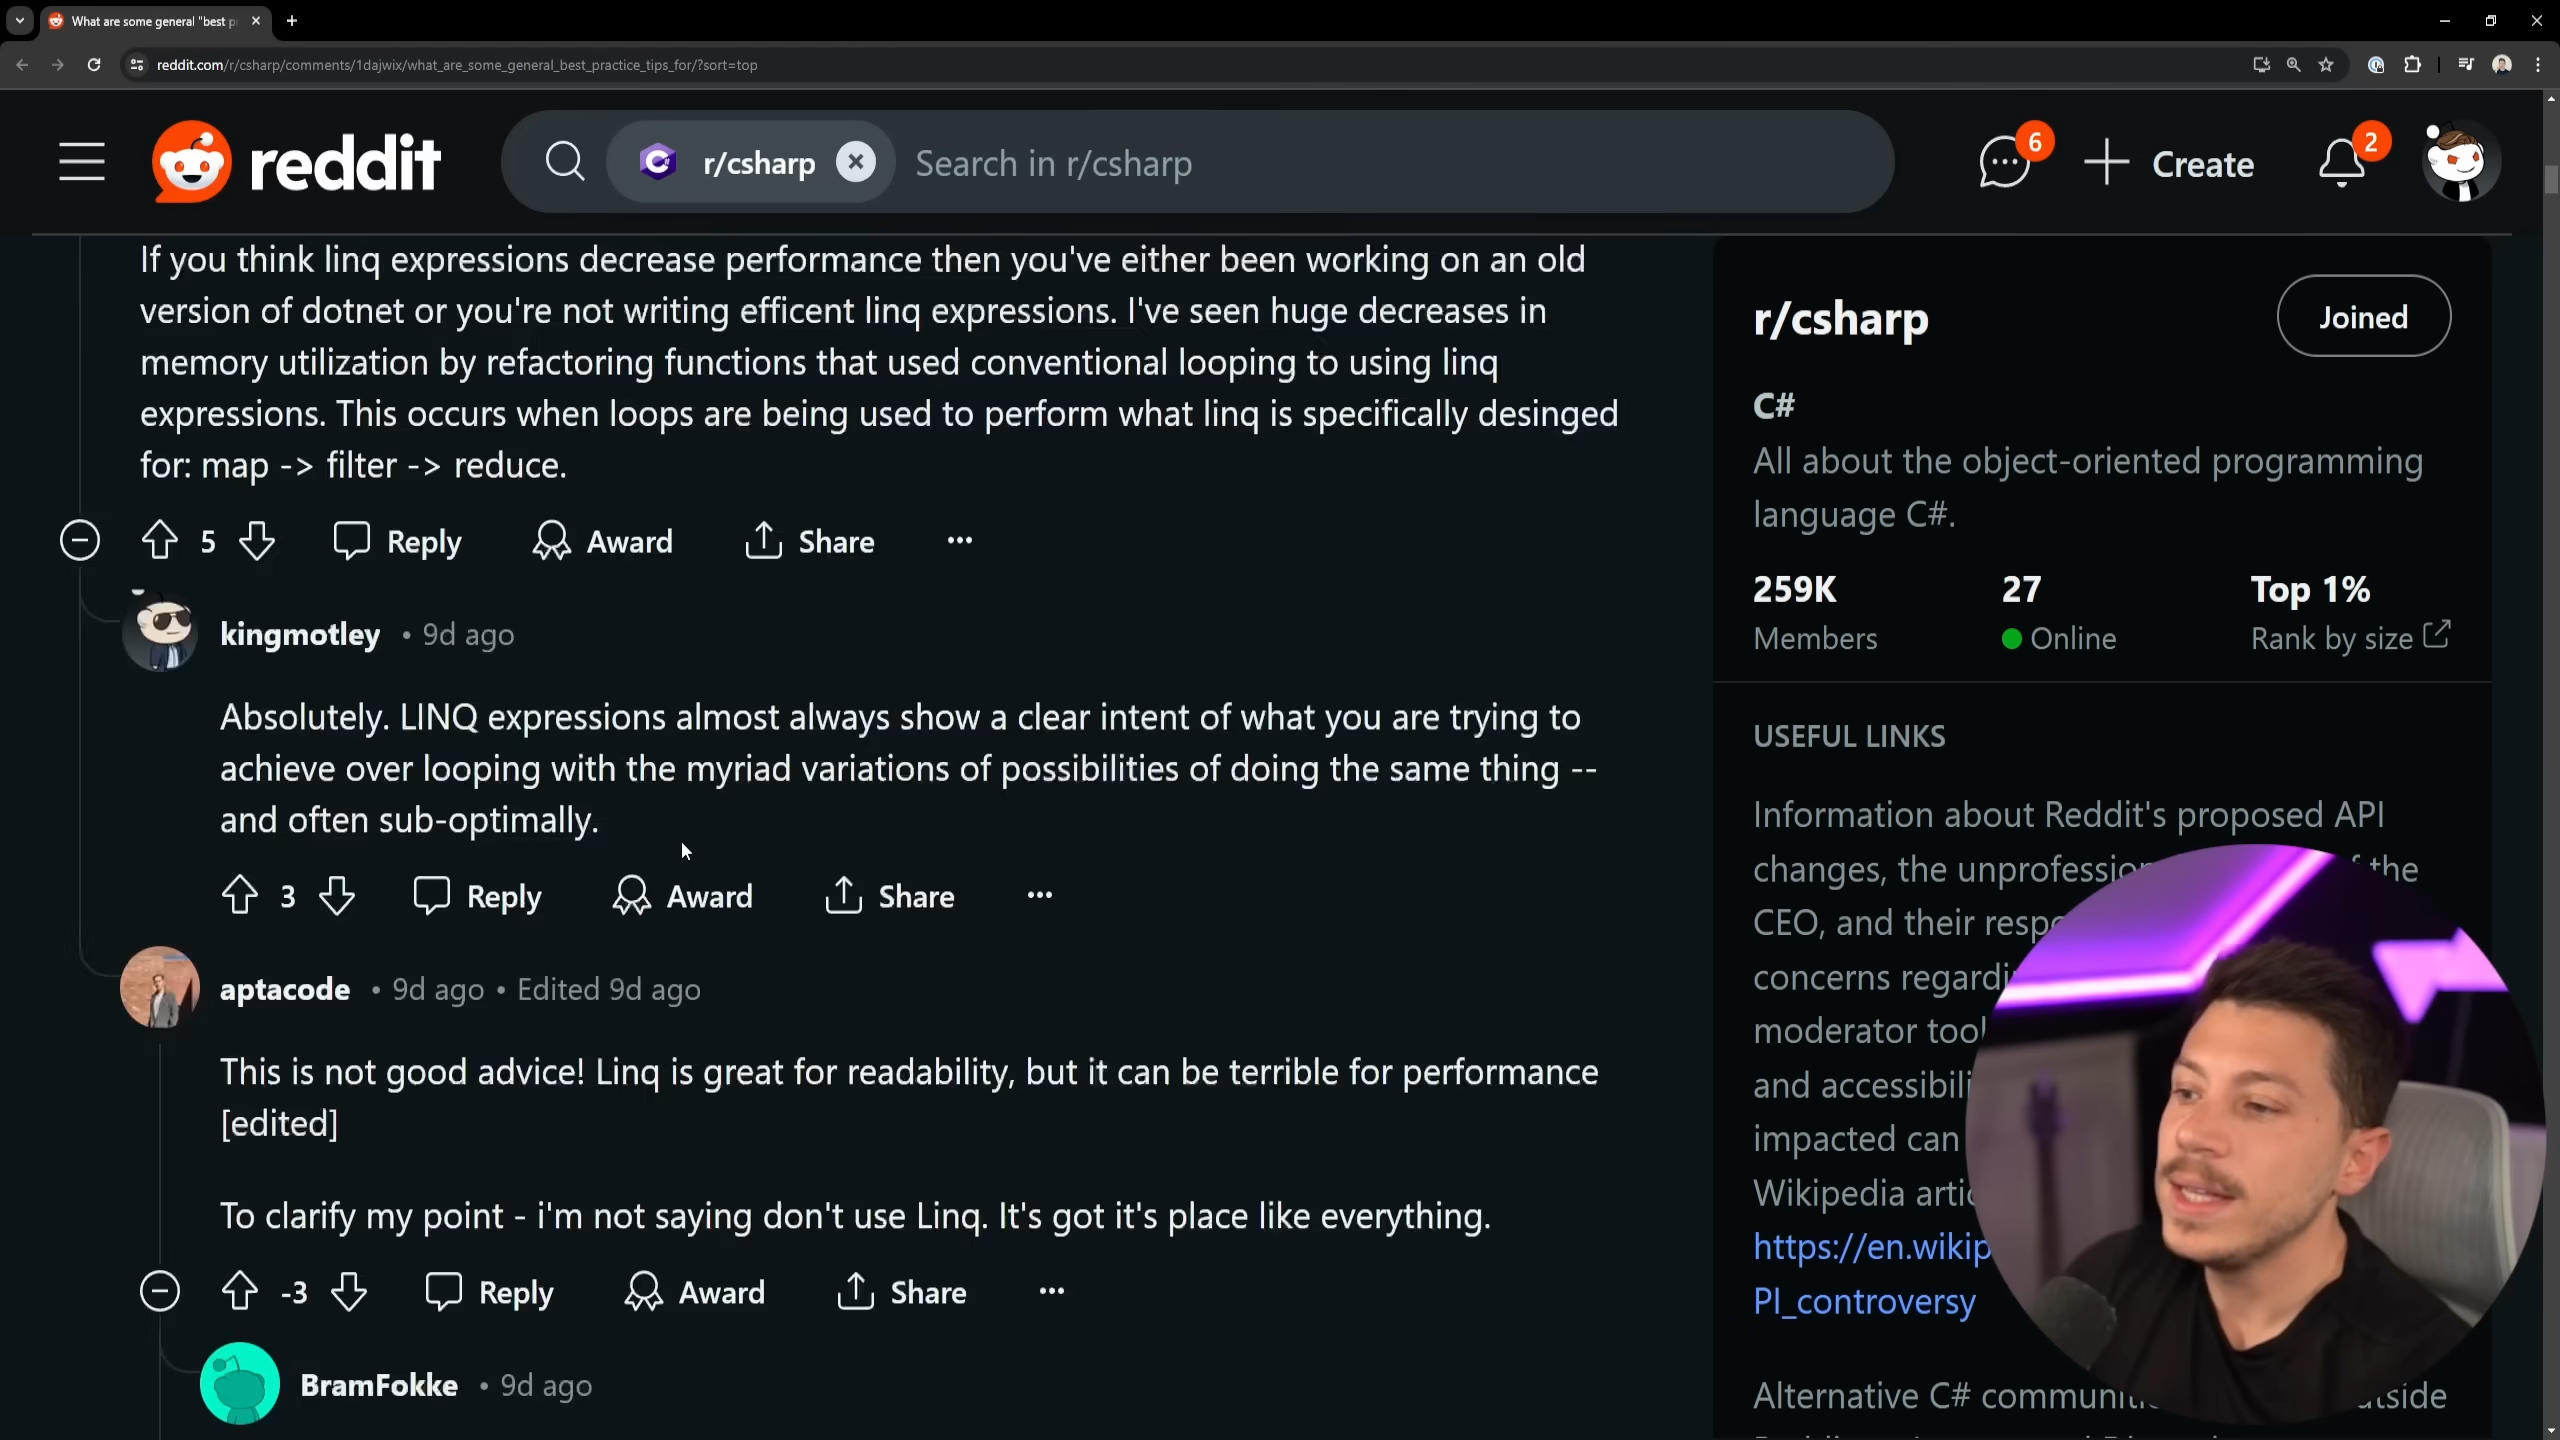 What are some general "best p
reddit.com/r/csharp/comments/1dajwix/what_are_some_general_best_practice_tips_for/?sort=top
reddit
r/csharp
Search in r/csharp
6
Create
2
If you think linq expressions decrease performance then you've either been working on an old
version of dotnet or you're not writing efficent linq expressions. I've seen huge decreases in
memory utilization by refactoring functions that used conventional looping to using linq
expressions. This occurs when loops are being used to perform what linq is specifically desinged
for: map -> filter -> reduce.
5
Reply
Award
Share
kingmotley • 9d ago
Absolutely. LINQ expressions almost always show a clear intent of what you are trying to
achieve over looping with the myriad variations of possibilities of doing the same thing --
and often sub-optimally.
3
Reply
Award
Share
aptacode • 9d ago • Edited 9d ago
This is not good advice! Linq is great for readability, but it can be terrible for performance
[edited]
To clarify my point - i'm not saying don't use Linq. It's got it's place like everything.
-3
Reply
Award
Share
BramFokke • 9d ago
r/csharp
Joined
C#
All about the object-oriented programming
language C#.
259K
Members
27
Online
Top 1%
Rank by size
USEFUL LINKS
Information about Reddit's proposed API
changes, the the
CEO, and their
concerns
moderator
and
impacted can
Wikipedia
https://en.wikip
PI_controversy
Alternative C#